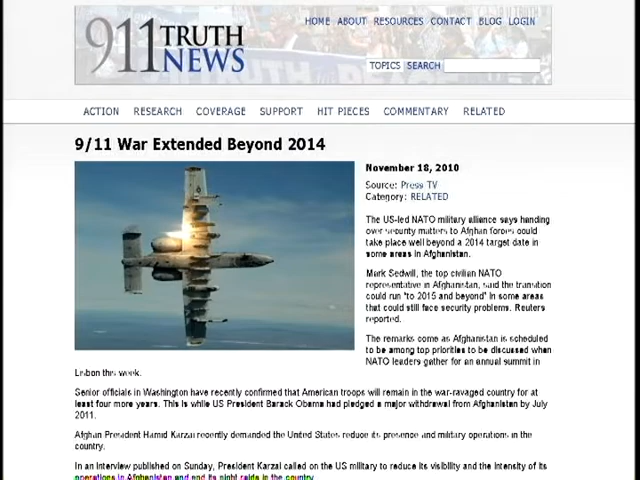 HOME ABOUT RESOURCES CONTACT BLOG LOGIN
911 TRUTH NEWS
TOPICS SEARCH
ACTION RESEARCH COVERAGE SUPPORT HIT PIECES COMMENTARY RELATED
9/11 War Extended Beyond 2014
November 18, 2010
Source: Press TV
Category: RELATED
The US-led NATO military alliance says handing
over security matters to Afghan forces could
take place well beyond a 2014 target date in
some areas in Afghanistan.
Mark Sedwill, the top civilian NATO
representative in Afghanistan, said the transition
could run "to 2015 and beyond" in some areas
that could still face security problems, Reuters
reported.
The remarks come as Afghanistan is scheduled
to be among top priorities to be discussed when
NATO leaders gather for an annual summit in
Lisbon this week.
Senior officials in Washington have recently confirmed that American troops will remain in the war-ravaged country for at
least four more years. This is while US President Barack Obama had pledged a major withdrawal from Afghanistan by July
2011.
Afghan President Hamid Karzai recently demanded the United States reduce its presence and military operations in the
country.
In an interview published on Sunday, President Karzai called on the US military to reduce its visibility and the intensity of its
operations in Afghanistan and end its night raids in the country.